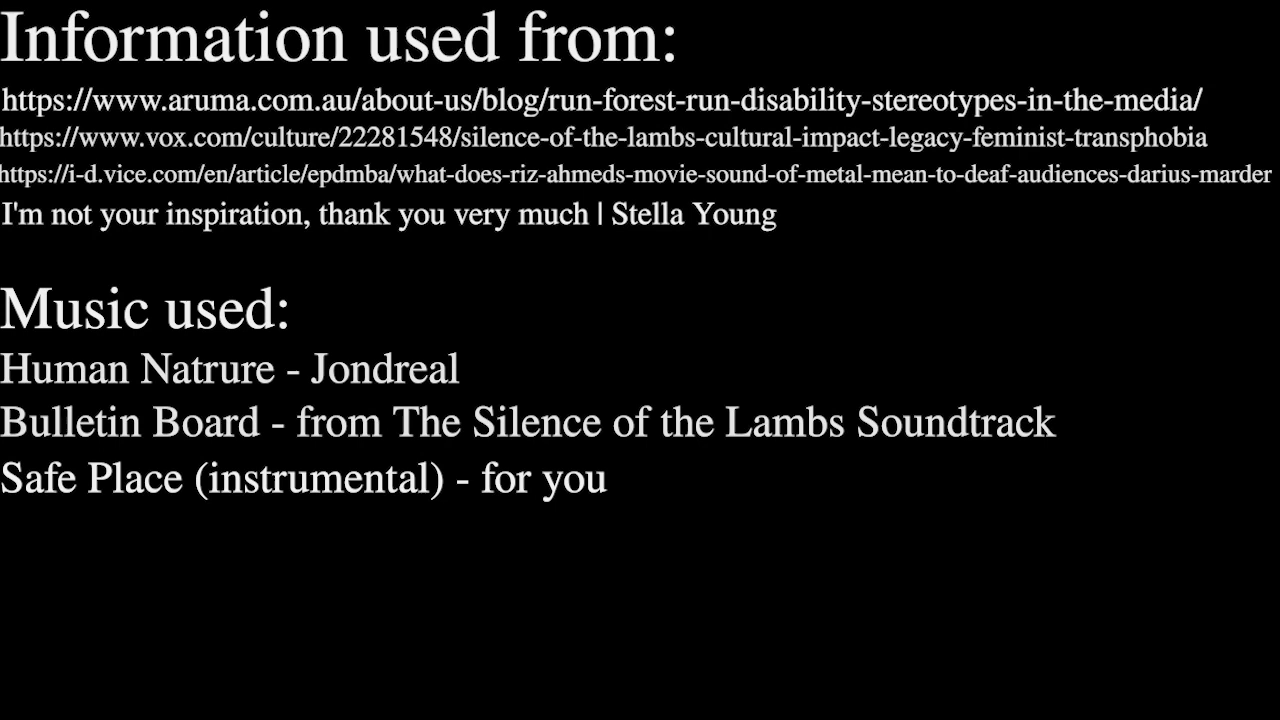 Information used from:
https://www.aruma.com.au/about-us/blog/run-forest-run-disability-stereotypes-in-the-media/
https://www.vox.com/culture/22281548/silence-of-the-lambs-cultural-impact-legacy-feminist-transphobia
https://i-d.vice.com/en/article/epdmba/what-does-riz-ahmeds-movie-sound-of-metal-mean-to-deaf-audiences-darius-marder
I'm not your inspiration, thank you very much | Stella Young
Music used:
Human Natrure - Jondreal
Bulletin Board - from The Silence of the Lambs Soundtrack
Safe Place (instrumental) - for you